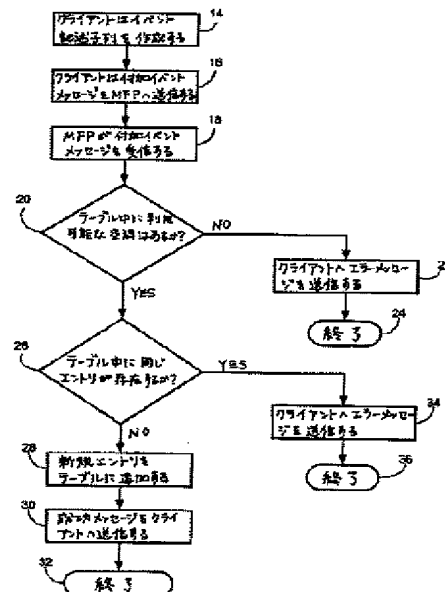 クライアントはイベント
記述子列を作成する
14
クライアントは付加イベント
メッセージをMFPへ送信する
16
MFPが付加イベント
メッセージを受信する
18
20
テーブル中に利用
可能な空間はあるか?
NO
クライアントへエラーメッセー
ジを送信する
終了
24
YES
26
テーブル中に同じ
エントリが存在するか?
YES
クライアントへエラーメッセー
ジを送信する
34
終了
36
NO
28
新規エントリを
テーブルに追加する
30
成功メッセージをクライ
アントへ送信する
32
終了